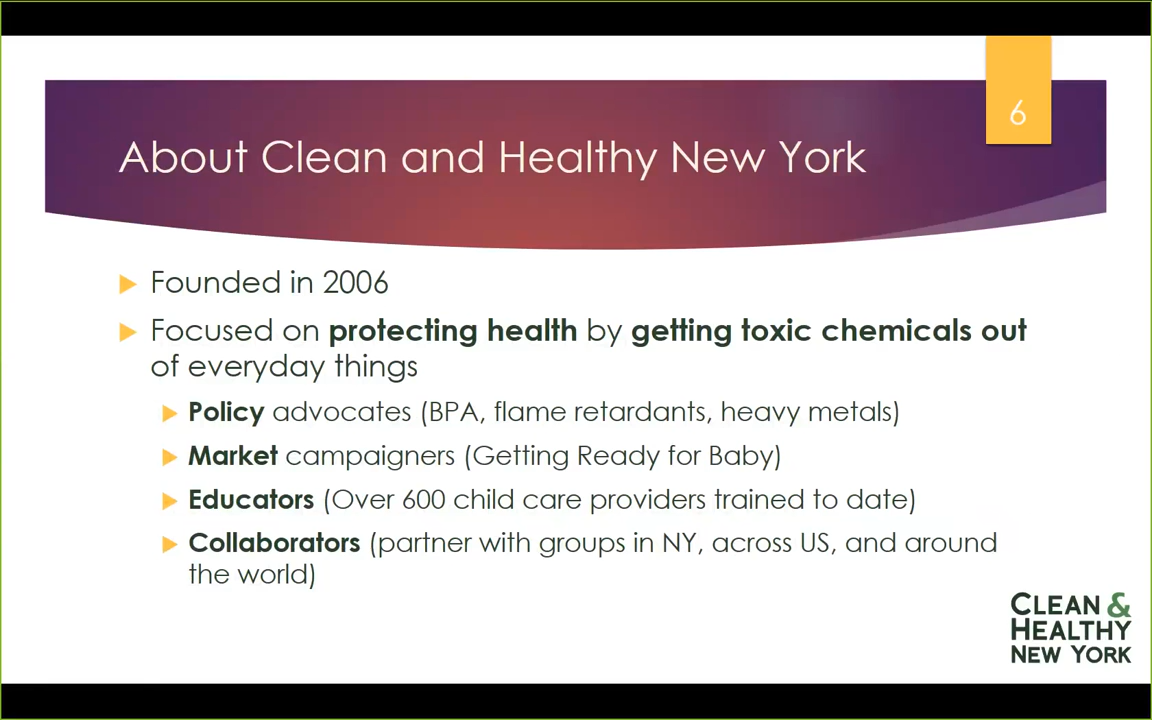 6
About Clean and Healthy New York
Founded in 2006
Focused on protecting health by getting toxic chemicals out
of everyday things
Policy advocates (BPA, flame retardants, heavy metals)
Market campaigners (Getting Ready for Baby)
Educators (Over 600 child care providers trained to date)
Collaborators (partner with groups in NY, across US, and around
the world)
CLEAN &
HEALTHY
NEW YORK